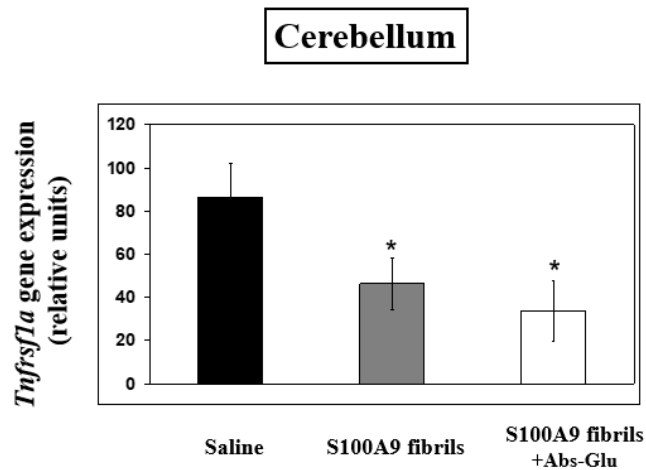 Cerebellum
Tnfrsf1a gene expression
(relative units)
120
100
80
60
40
20
0
*
*
Saline
S100A9 fibrils
S100A9 fibrils
+Abs-Glu